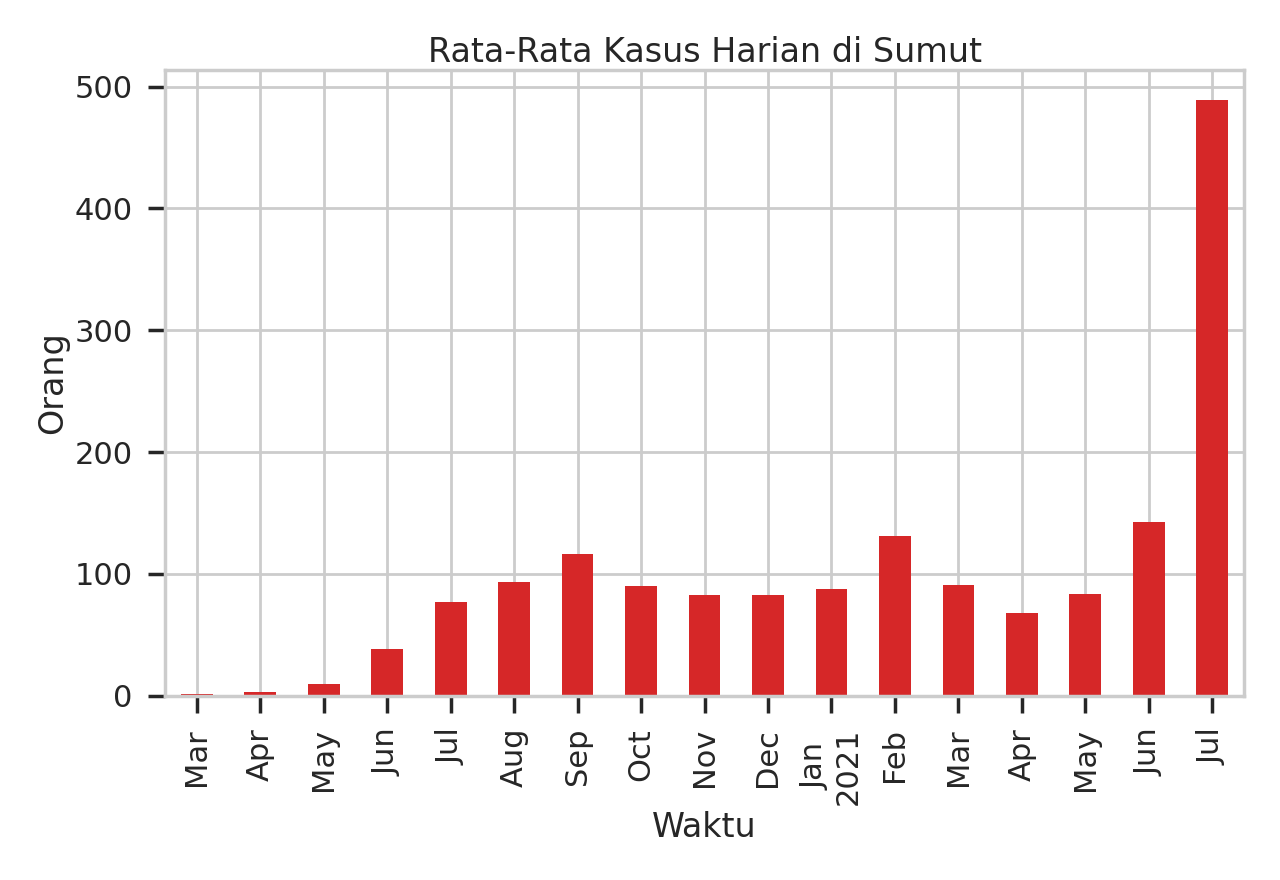 Rata-Rata Kasus Harian di Sumut
500
400
300
200
100
0
Orang
Mar
Apr
May
Jun
Jul
Aug
Sep
Oct
Nov
Dec
Jan
2021
Feb
Mar
Apr
May
Jun
Jul
Waktu